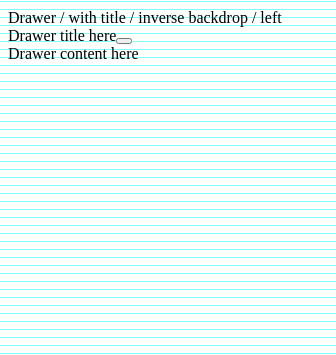 Drawer / with title / inverse backdrop / left
Drawer title here
Drawer content here